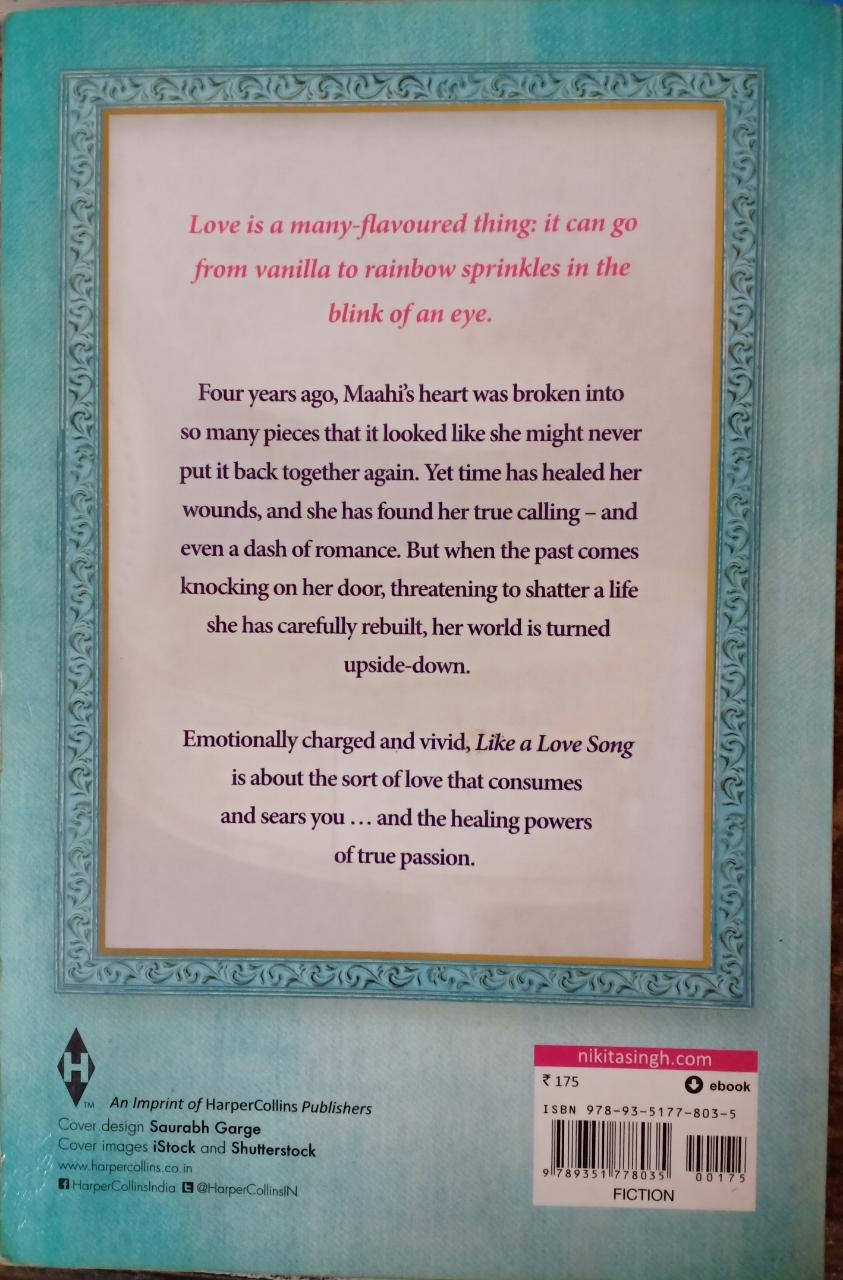 Love is a many-flavoured thing: it can go
from vanilla to rainbow sprinkles in the
blink of an eye.
Four years ago, Maahi's heart was broken into
so many pieces that it looked like she might never
put it back together again. Yet time has healed her
wounds, and she has found her true calling – and
even a dash of romance. But when the past comes
knocking on her door, threatening to shatter a life
she has carefully rebuilt, her world is turned
upside-down.
Emotionally charged and vivid, Like a Love Song
is about the sort of love that consumes
and sears you ... and the healing powers
of true passion.
H
TM An Imprint of HarperCollins Publishers
Cover design Saurabh Garge
Cover images iStock and Shutterstock
www.harpercollins.co.in
f HarperCollinsIndia @HarperCollinsIN
nikitasingh.com
₹ 175 ebook
ISBN 978-93-5177-803-5
9 789351 778035 00175
FICTION